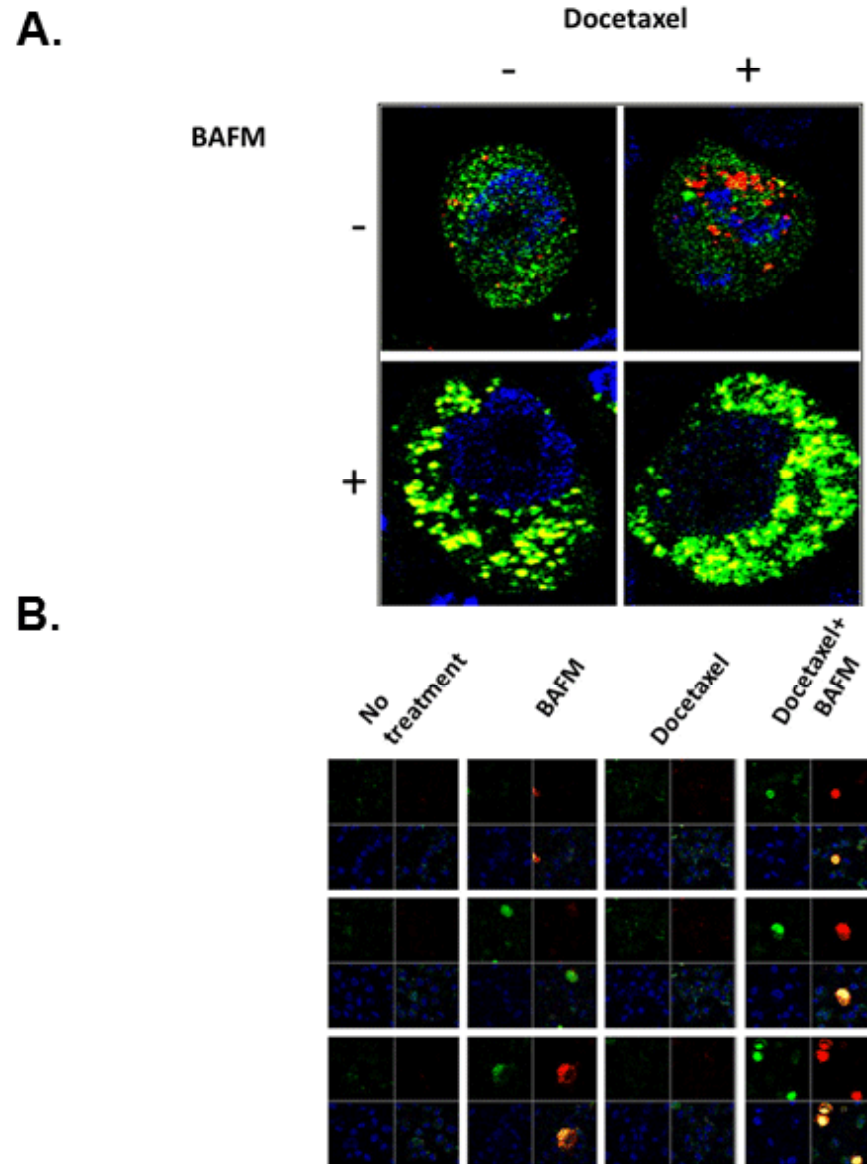 A.
Docetaxel
- +
BAFM
-
+
B.
No
treatment
BAFM
Docetaxel
Docetaxel+
BAFM